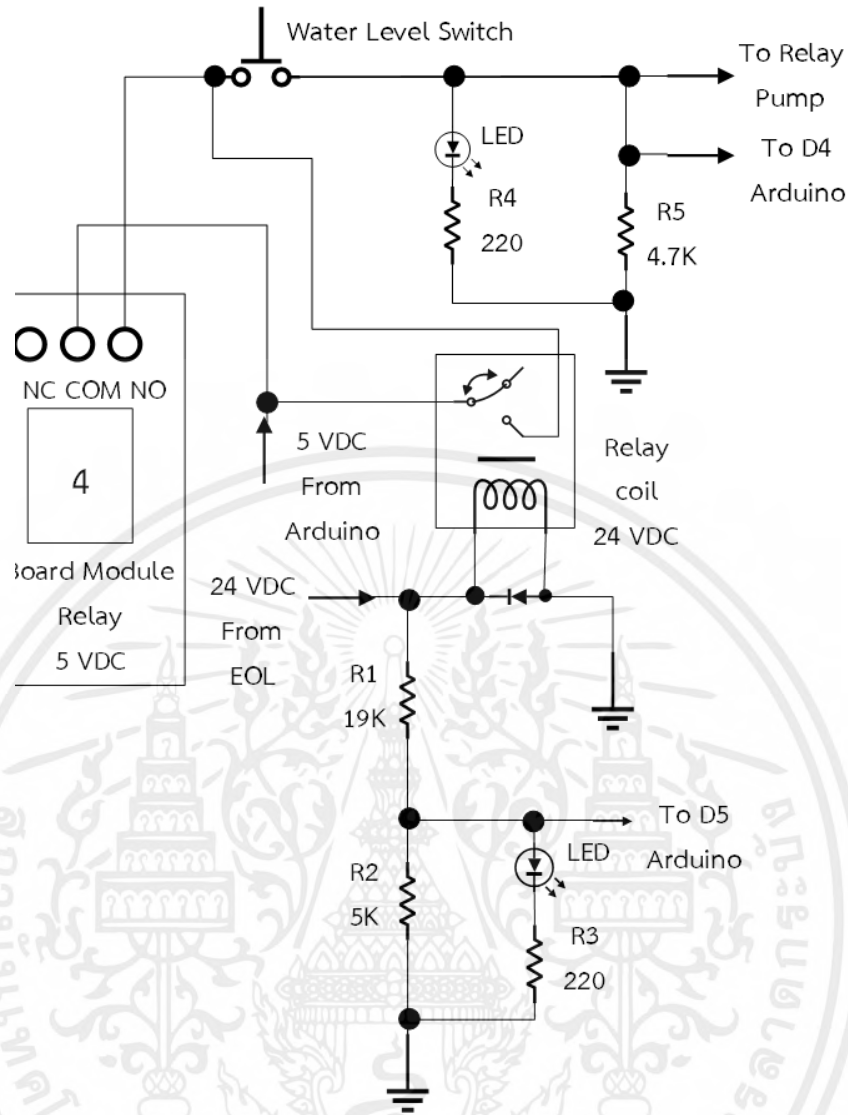 Water Level Switch
To Relay
Pump
LED
To D4
Arduino
R4
220
R5
4.7K
NC COM NO
4
5 VDC
From
Arduino
Relay
coil
24 VDC
Board Module
Relay
5 VDC
24 VDC
From
EOL
R1
19K
To D5
Arduino
LED
R2
5K
R3
220